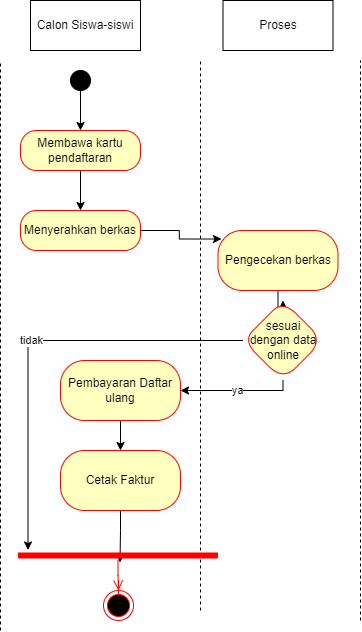 Calon Siswa-siswi
Proses
Membawa kartu
pendaftaran
Menyerahkan berkas
Pengecekan berkas
sesuai
dengan data
online
tidak
Pembayaran Daftar
ulang
ya
Cetak Faktur